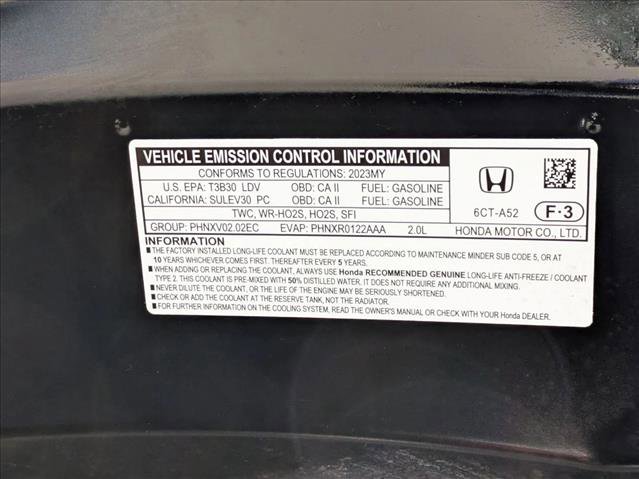 VEHICLE EMISSION CONTROL INFORMATION
CONFORMS TO REGULATIONS: 2023MY
U.S. EPA: T3B30 LDV OBD: CA II FUEL: GASOLINE
CALIFORNIA: SULEV30 PC OBD: CA II FUEL: GASOLINE
TWC, WR-HO2S, HO2S, SFI
6CT-A52 F-3
GROUP: PHNXV02.02EC EVAP: PHNXR0122AAA 2.0L HONDA MOTOR CO., LTD.
INFORMATION
■ THE FACTORY INSTALLED LONG-LIFE COOLANT MUST BE REPLACED ACCORDING TO MAINTENANCE MINDER SUB CODE 5, OR AT
10 YEARS WHICHEVER COMES FIRST. THEREAFTER EVERY 5 YEARS.
■ WHEN ADDING OR REPLACING THE COOLANT, ALWAYS USE Honda RECOMMENDED GENUINE LONG-LIFE ANTI-FREEZE / COOLANT
TYPE 2. THIS COOLANT IS PRE-MIXED WITH 50% DISTILLED WATER. IT DOES NOT REQUIRE ANY ADDITIONAL MIXING.
■ NEVER DILUTE THE COOLANT, OR THE LIFE OF THE ENGINE MAY BE SERIOUSLY SHORTENED.
■ CHECK OR ADD THE COOLANT AT THE RESERVE TANK, NOT THE RADIATOR.
■ FOR FURTHER INFORMATION ON THE COOLING SYSTEM, READ THE OWNER'S MANUAL OR CHECK WITH YOUR Honda DEALER.